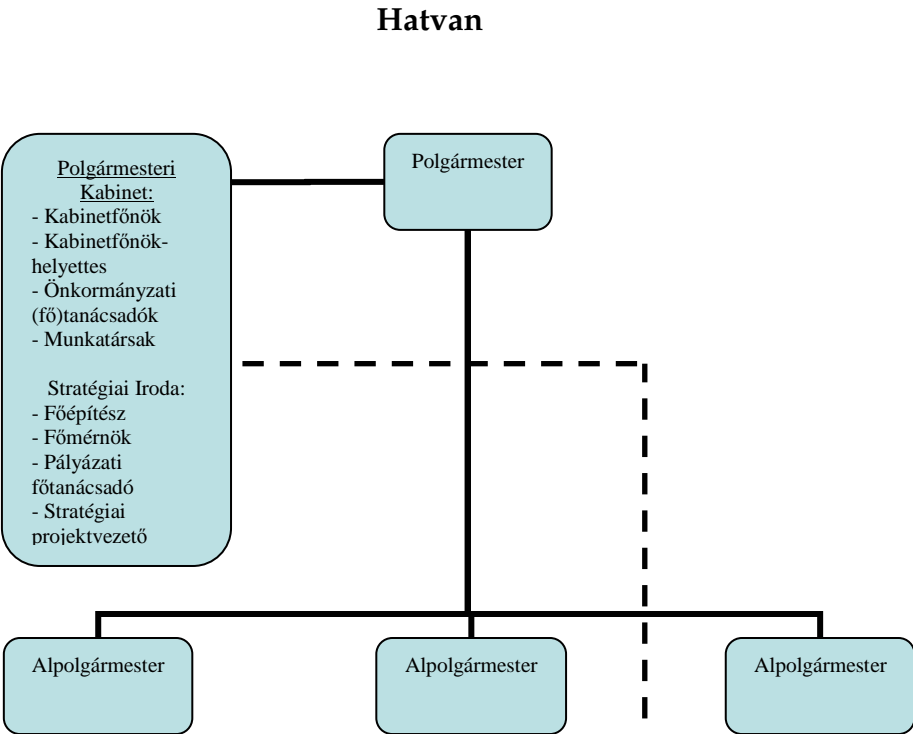 Hatvan
Polgármester
Polgármesteri
Kabinet:
- Kabinetfőnök
- Kabinetfőnök-
helyettes
- Önkormányzati
(fő)tanácsadók
- Munkatársak
Stratégiai Iroda:
- Főépítész
- Főmérnök
- Pályázati
főtanácsadó
- Stratégiai
projektvezető
Alpolgármester
Alpolgármester
Alpolgármester